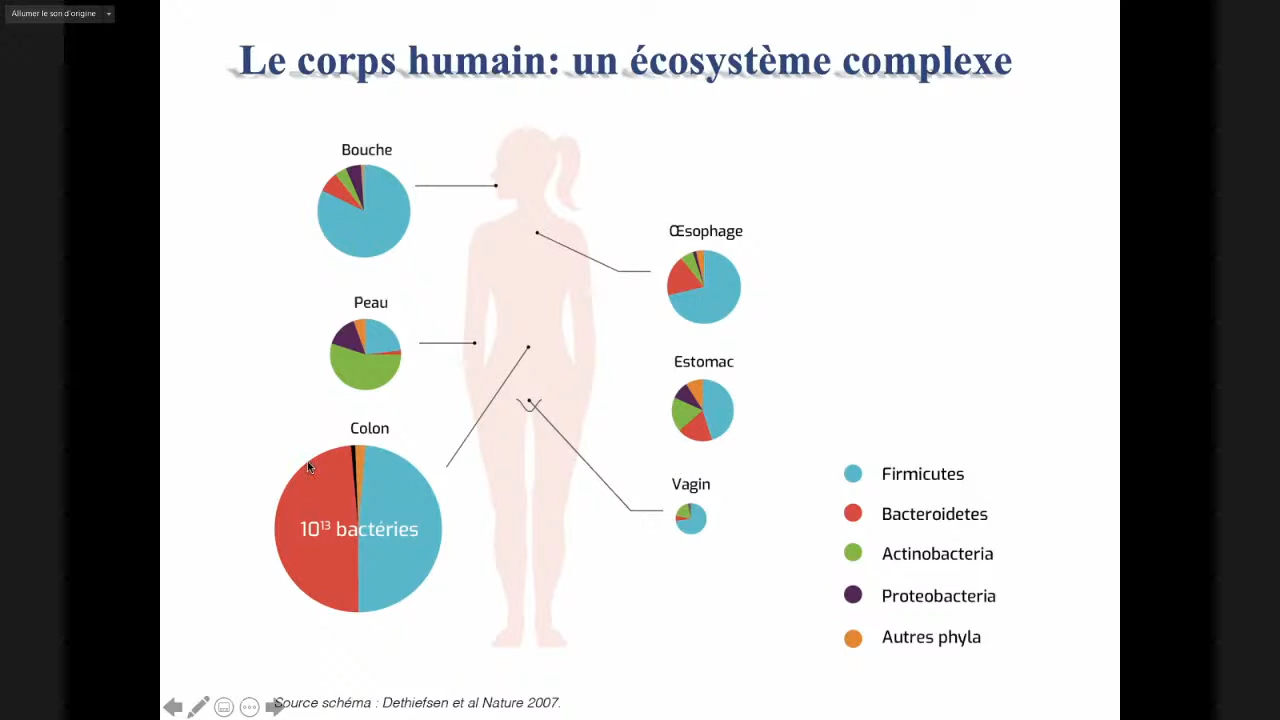 Allumer le son d'origine
Le corps humain: un écosystème complexe
Bouche
Œsophage
Peau
Estomac
Colon
10¹³ bactéries
Vagin
Firmicutes
Bacteroidetes
Actinobacteria
Proteobacteria
Autres phyla
Source schéma : Dethiefsen et al Nature 2007.